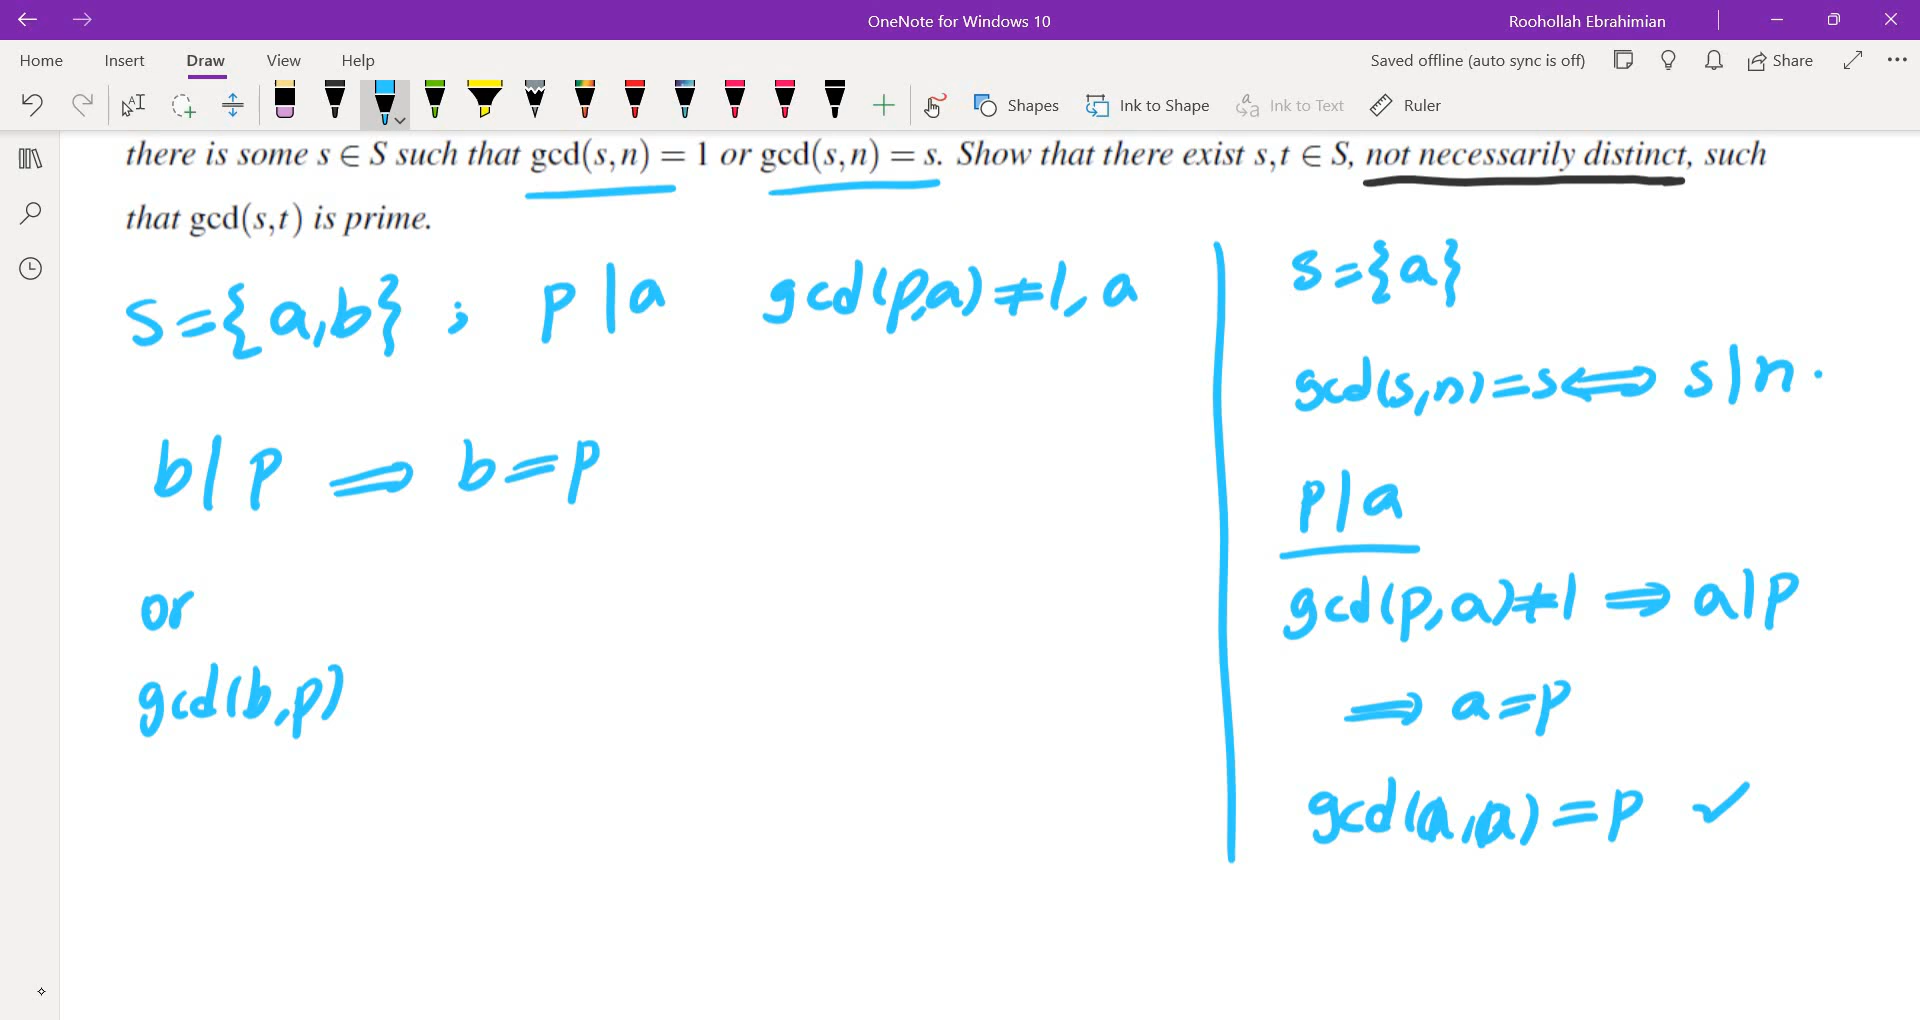 OneNote for Windows 10
Roohollah Ebrahimian
Home Insert Draw View Help
Saved offline (auto sync is off) Share
Shapes Ink to Shape Ink to Text Ruler
there is some s ∈ S such that gcd(s,n) = 1 or gcd(s,n) = s. Show that there exist s,t ∈ S, not necessarily distinct, such
that gcd(s,t) is prime.
S={a,b} ; p|a gcd(p,a)≠1, a
b|p ⟹ b=p
or
gcd(b,p)
S={a}
gcd(s,n)=s⟺ s|n.
p|a
gcd(p,a)≠1 ⟹ a|p
⟹ a=p
gcd(a,a)=p ✓